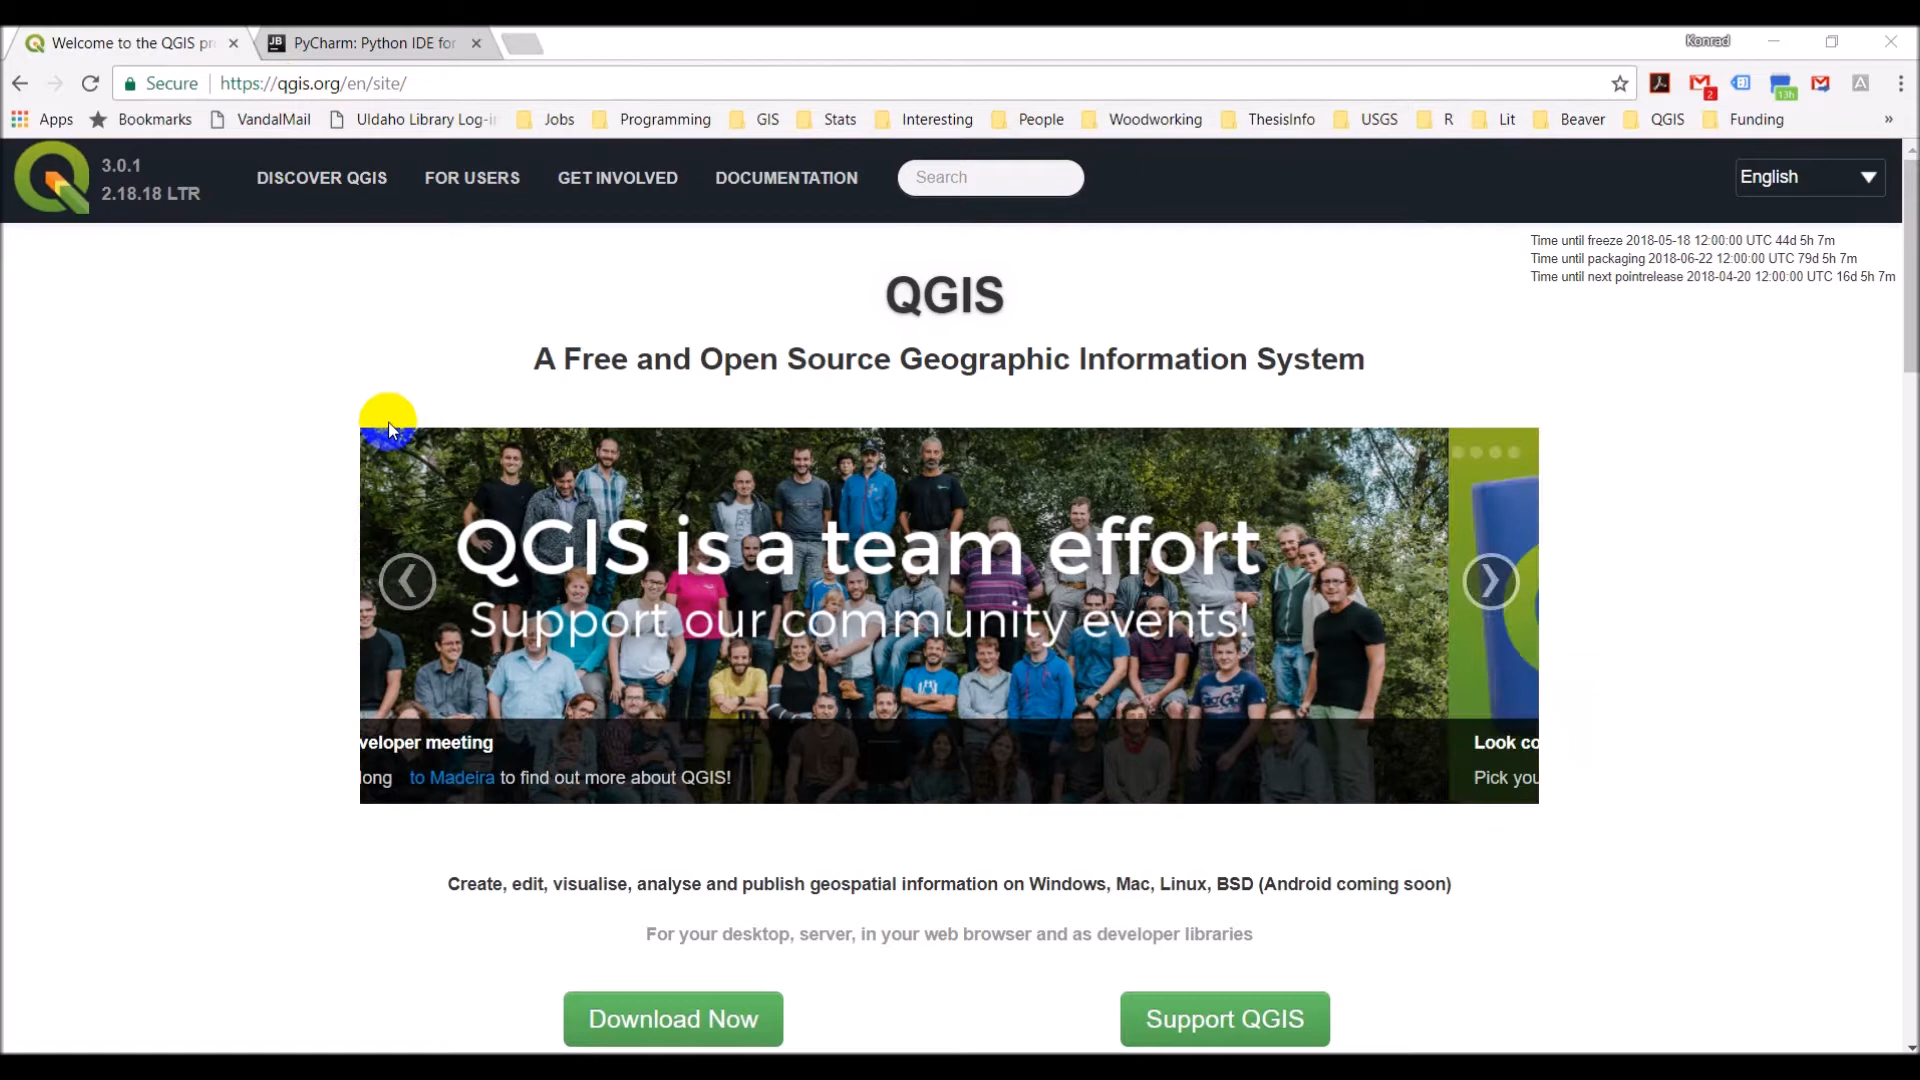 Welcome to the QGIS pr
PyCharm: Python IDE for
Konrad
Secure
https://qgis.org/en/site/
2
13h
Apps
Bookmarks
VandalMail
UIdaho Library Log-in
Jobs
Programming
GIS
Stats
Interesting
People
Woodworking
ThesisInfo
USGS
R
Lit
Beaver
QGIS
Funding
»
3.0.1
2.18.18 LTR
DISCOVER QGIS
FOR USERS
GET INVOLVED
DOCUMENTATION
Search
English
Time until freeze 2018-05-18 12:00:00 UTC 44d 5h 7m
Time until packaging 2018-06-22 12:00:00 UTC 79d 5h 7m
Time until next pointrelease 2018-04-20 12:00:00 UTC 16d 5h 7m
QGIS
A Free and Open Source Geographic Information System
QGIS is a team effort
Support our community events!
veloper meeting
long to Madeira to find out more about QGIS!
Look co
Pick you
Create, edit, visualise, analyse and publish geospatial information on Windows, Mac, Linux, BSD (Android coming soon)
For your desktop, server, in your web browser and as developer libraries
Download Now
Support QGIS